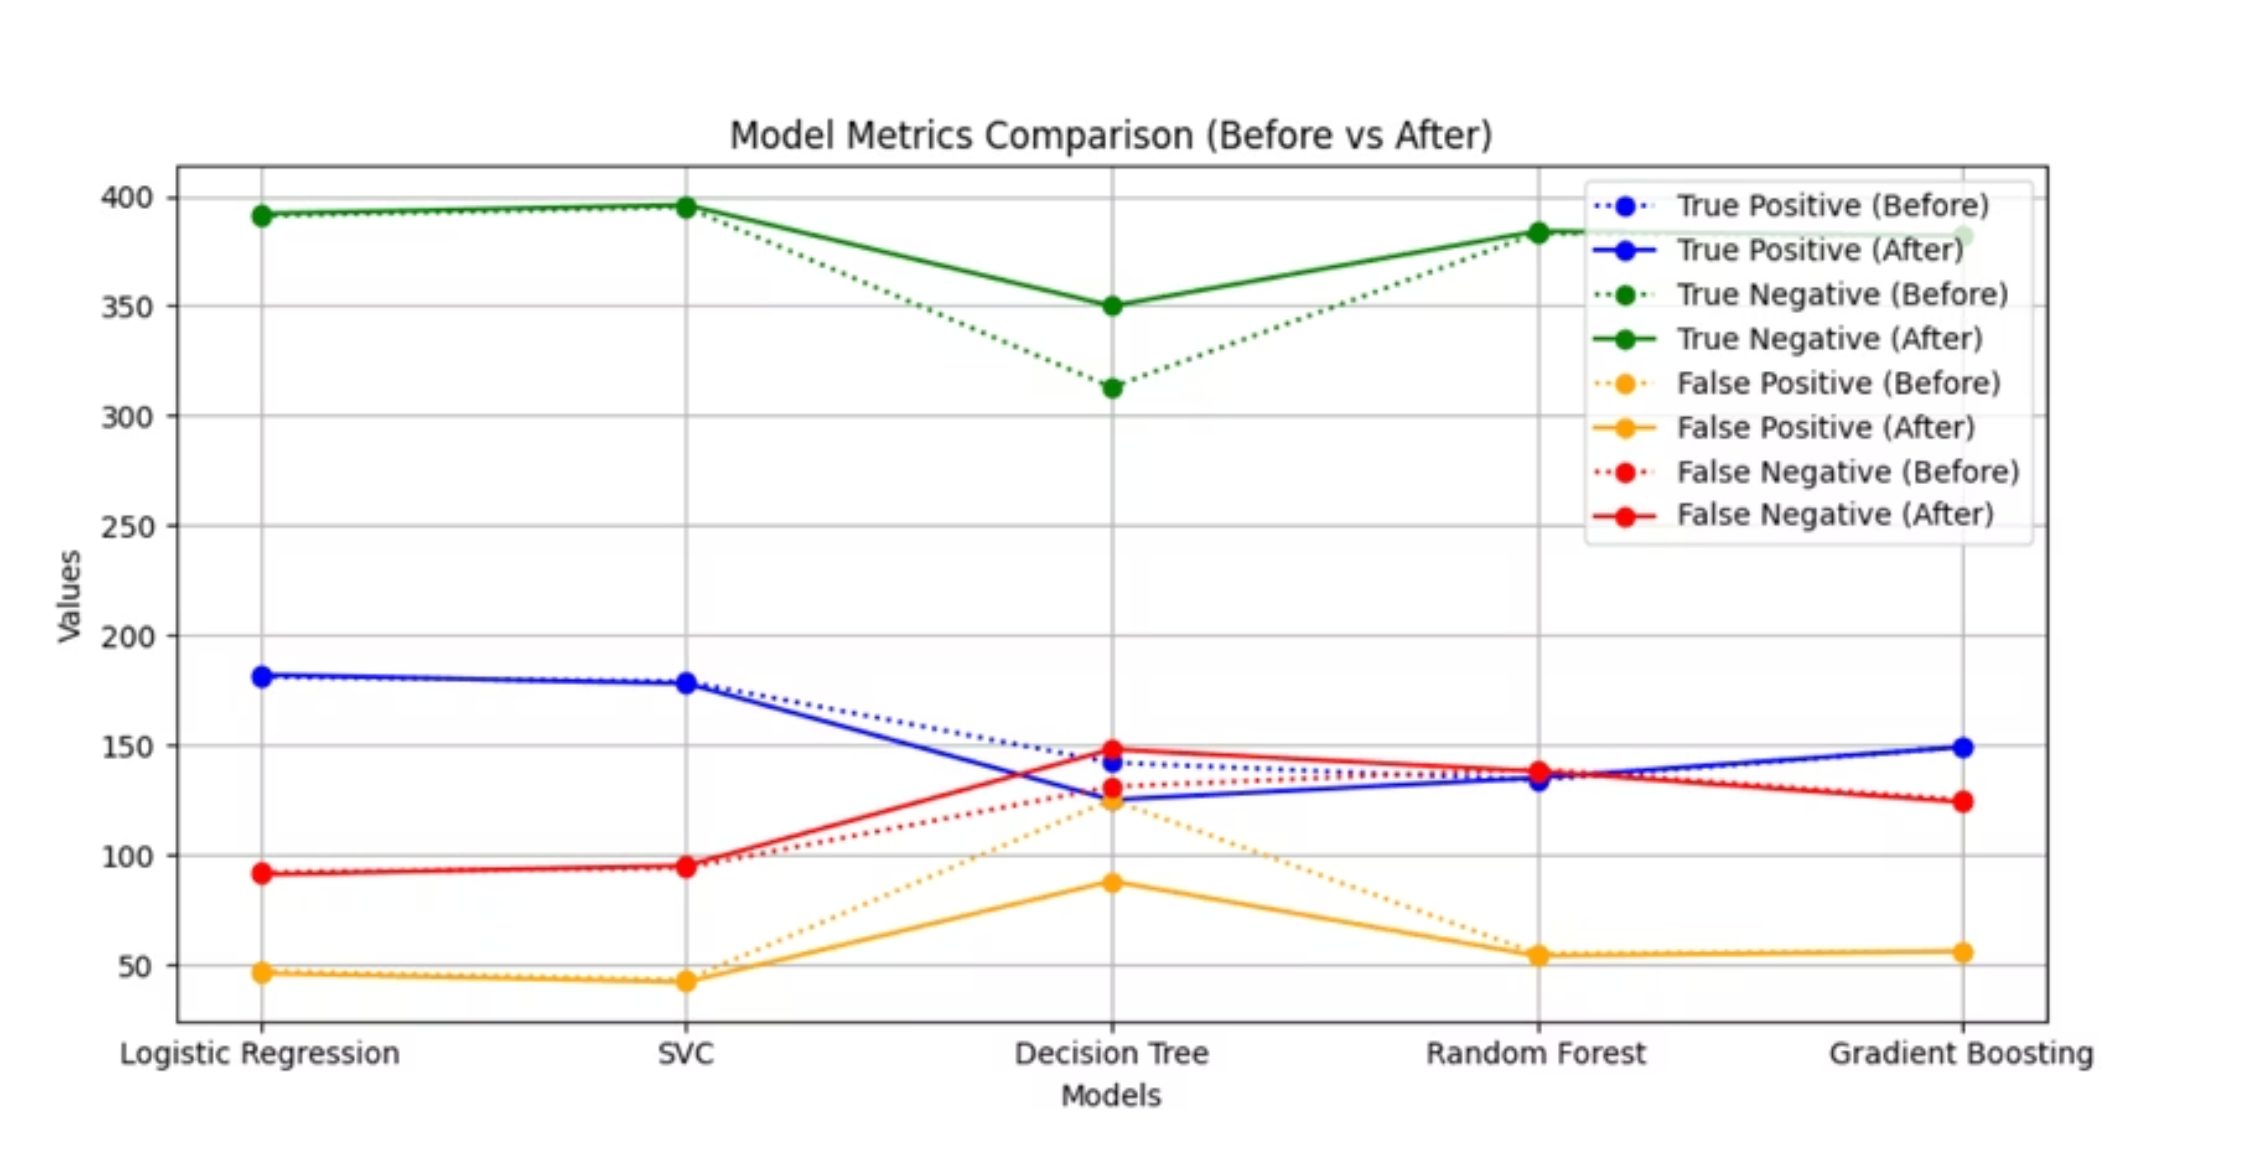 Model Metrics Comparison (Before vs After)
400
350
300
250
200
150
100
50
Values
True Positive (Before)
True Positive (After)
True Negative (Before)
True Negative (After)
False Positive (Before)
False Positive (After)
False Negative (Before)
False Negative (After)
Logistic Regression
SVC
Decision Tree
Random Forest
Gradient Boosting
Models